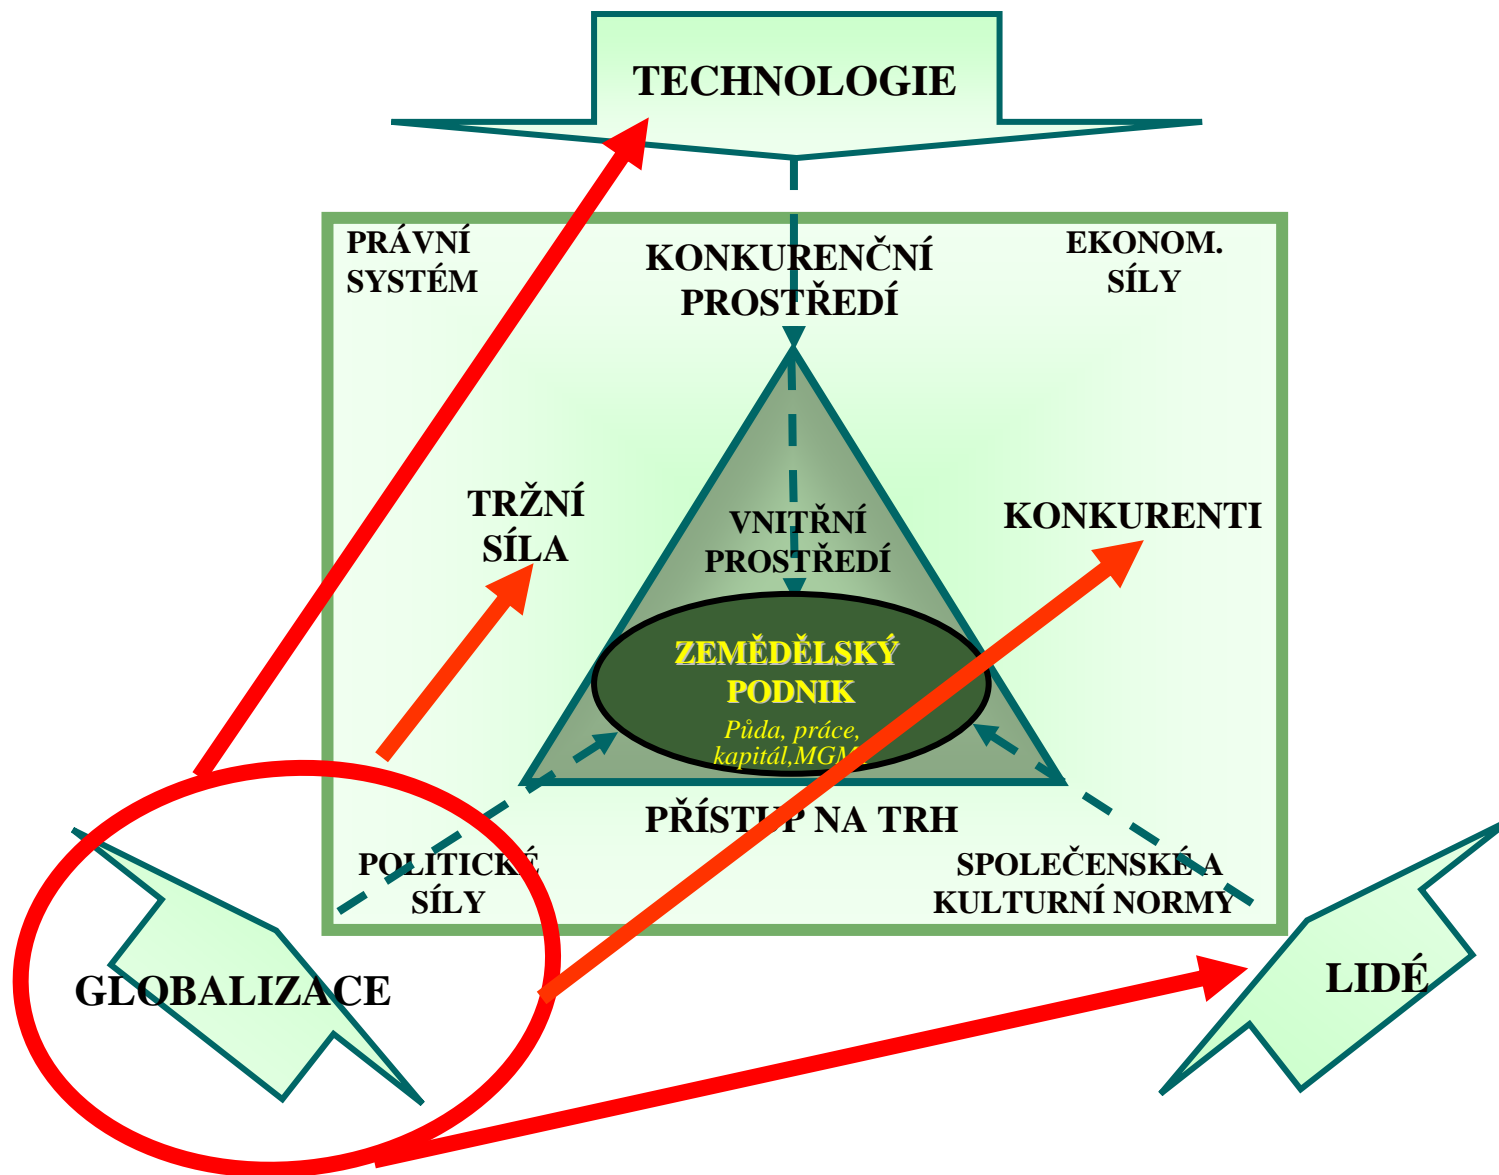 TECHNOLOGIE
PRÁVNÍ
SYSTÉM
KONKURENČNÍ
PROSTŘEDÍ
EKONOM.
SÍLY
TRŽNÍ
SÍLA
VNITŘNÍ
PROSTŘEDÍ
KONKURENTI
ZEMĚDĚLSKÝ
PODNIK
Půda, práce,
kapitál,
PŘÍSTUP NA TRH
POLITICKÉ
SÍLY
SPOLEČENSKÉ A
KULTURNÍ NORMY
GLOBALIZACE
LIDÉ